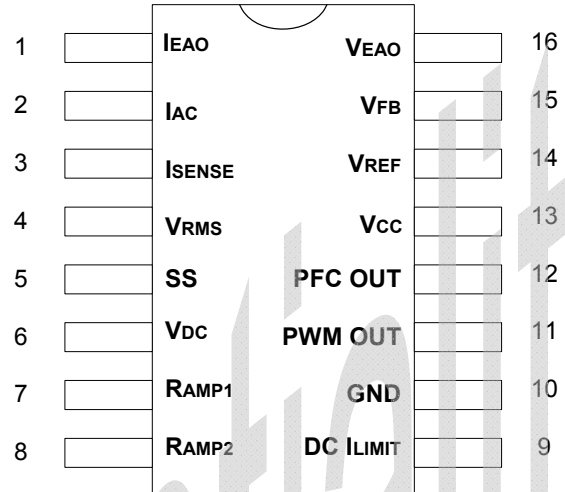 1 IEAO VEAO 16
2 IAC VFB 15
3 ISENSE VREF 14
4 VRMS VCC 13
5 SS PFC OUT 12
6 VDC PWM OUT 11
7 RAMP1 GND 10
8 RAMP2 DC ILIMIT 9